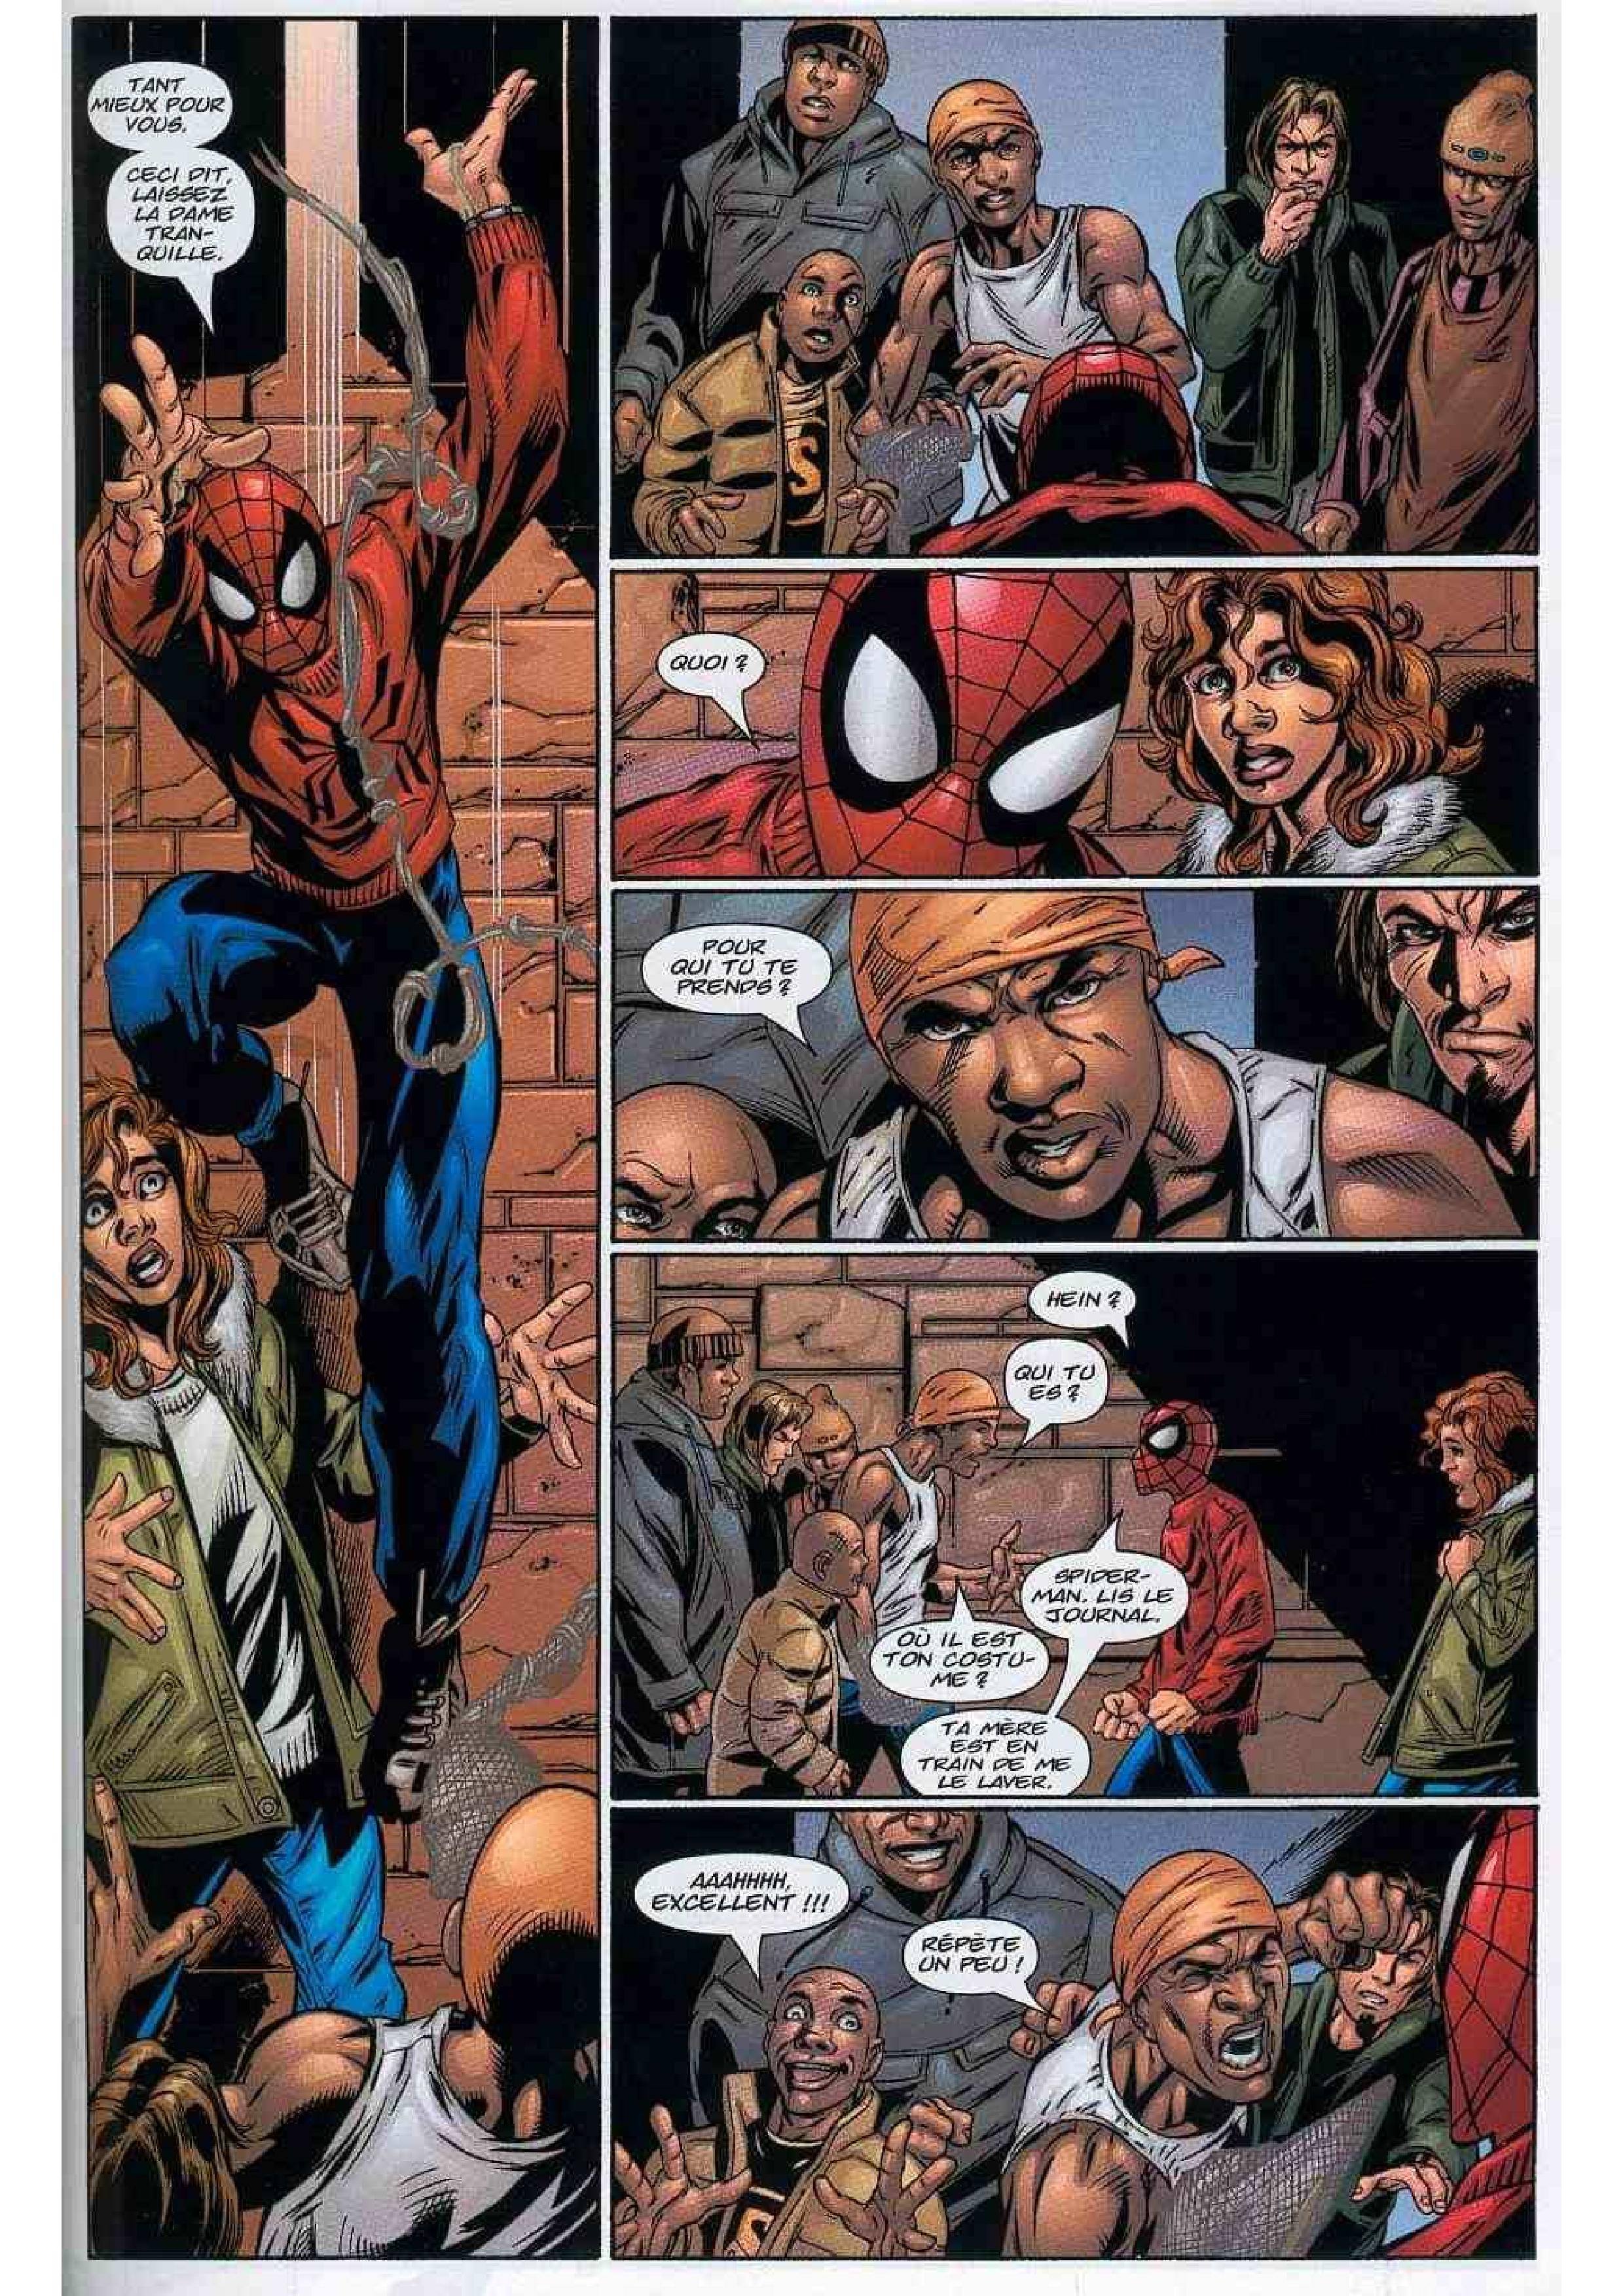 TANT
MIEUX POUR
VOUS.
CECI DIT,
LAISSEZ
LA DAME
TRAN-
QUILLE.
S
QUOI ?
POUR
QUI TU TE
PRENDS ?
HEIN ?
QUI TU
ES ?
SPIDER-
MAN. LIS LE
JOURNAL.
OÙ IL EST
TON COSTU-
ME ?
TA MÈRE
EST EN
TRAIN DE ME
LE LAVER.
AAAHHHH,
EXCELLENT !!!
RÉPÈTE
UN PEU !
S